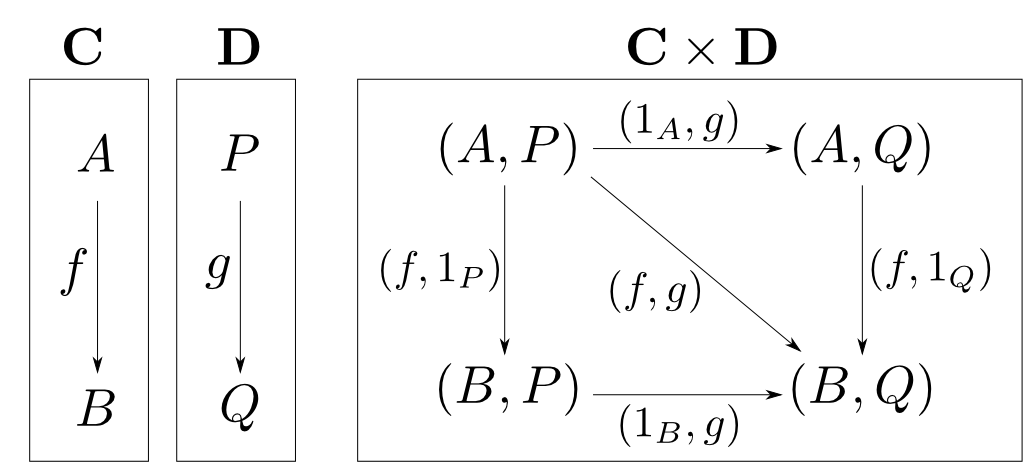 C D C × D
A P (A, P) (1_A, g) (A, Q)
f g (f, 1_P) (f, g) (f, 1_Q)
B Q (B, P) (1_B, g) (B, Q)